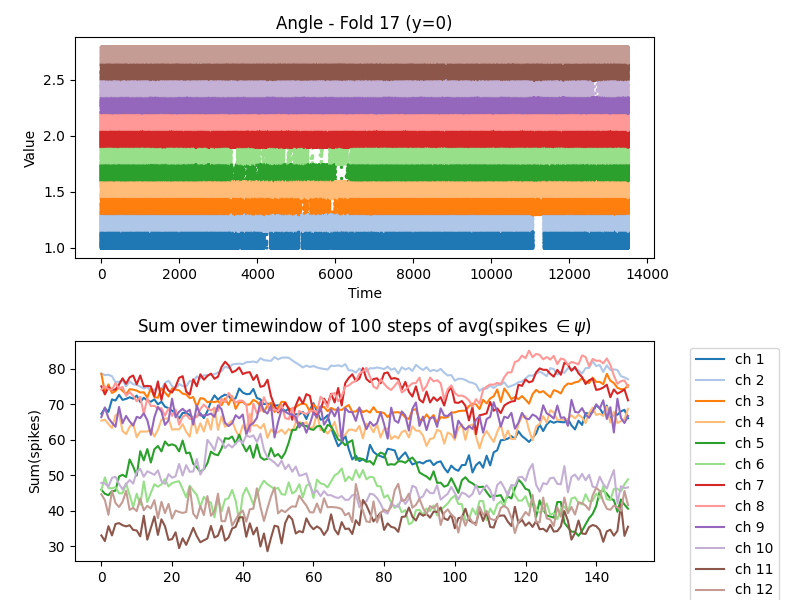 Angle - Fold 17 (y=0)
Value
2.5
2.0
1.5
1.0
0 2000 4000 6000 8000 10000 12000 14000
Time
Sum over timewindow of 100 steps of avg(spikes ∈ ψ)
Sum(spikes)
80
70
60
50
40
30
0 20 40 60 80 100 120 140
ch 1
ch 2
ch 3
ch 4
ch 5
ch 6
ch 7
ch 8
ch 9
ch 10
ch 11
ch 12